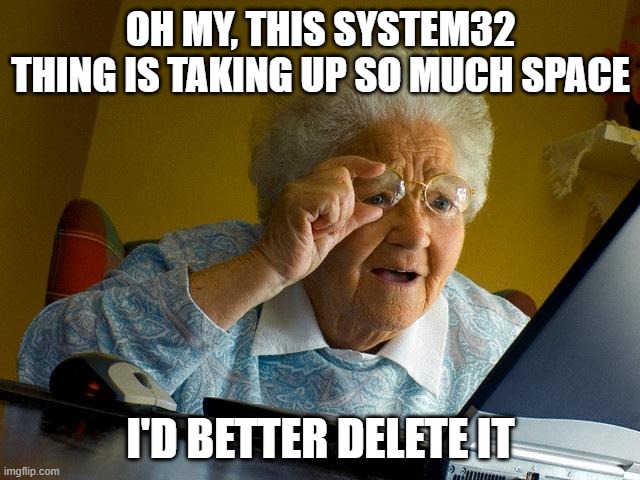 OH MY, THIS SYSTEM32
THING IS TAKING UP SO MUCH SPACE
I'D BETTER DELETE IT
imgflip.com